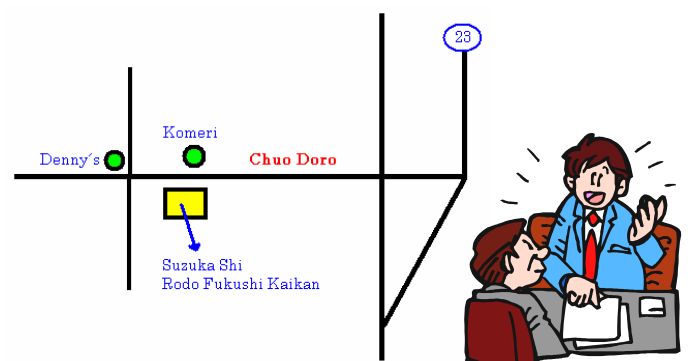 23
Komeri
Denny´s
Chuo Doro
Suzuka Shi
Rodo Fukushi Kaikan